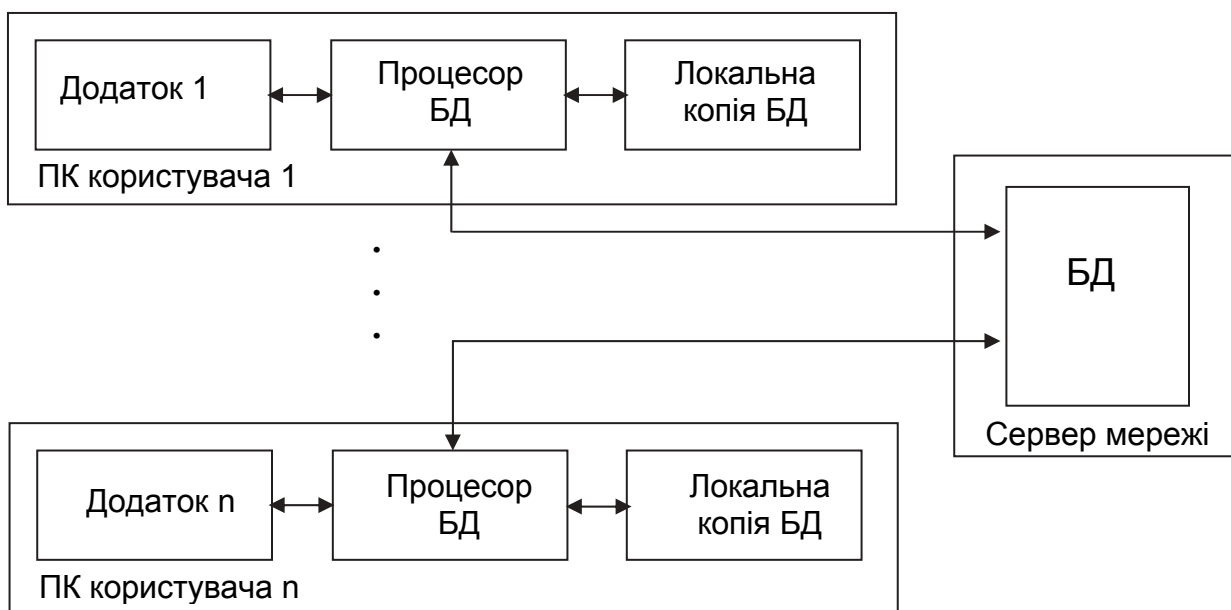 Додаток 1
Процесор
БД
Локальна
копія БД
ПК користувача 1
БД
Сервер мережі
Додаток n
Процесор
БД
Локальна
копія БД
ПК користувача n